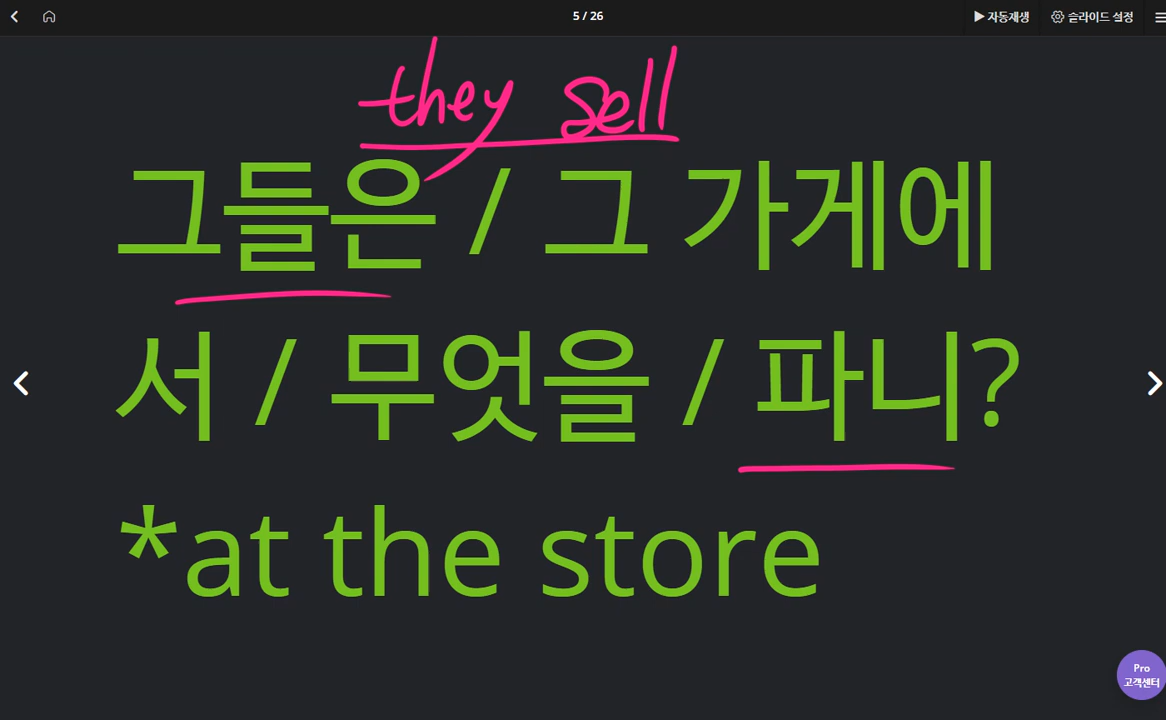 5 / 26
자동재생
슬라이드 설정
they sell
그들은 / 그 가게에
서 / 무엇을 / 파니?
*at the store
Pro
고객센터